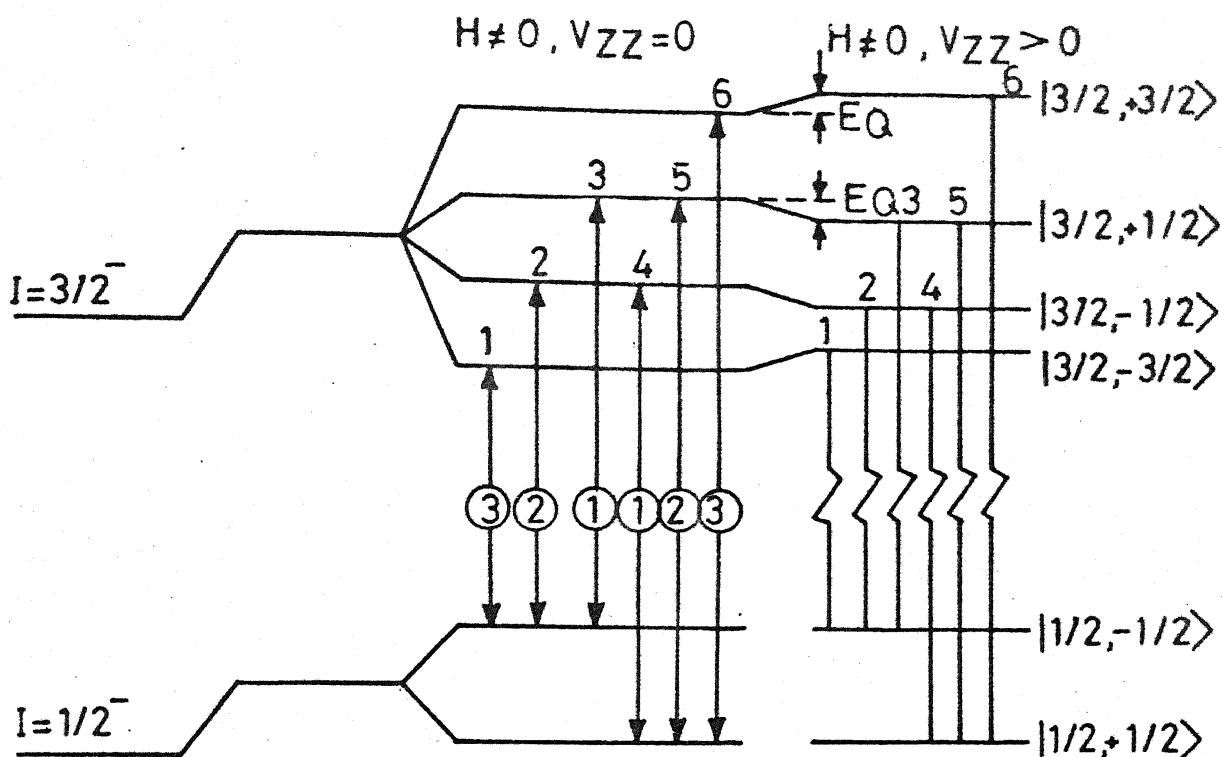 H≠0, VZZ=0
H≠0, VZZ>0
6
6
|3/2,+3/2>
EQ
3 5
EQ 3 5
|3/2,+1/2>
I=3/2⁻
2 4
2 4
|3/2,-1/2>
1
1
|3/2,-3/2>
3 2 1 1 2 3
|1/2,-1/2>
I=1/2⁻
|1/2,+1/2>